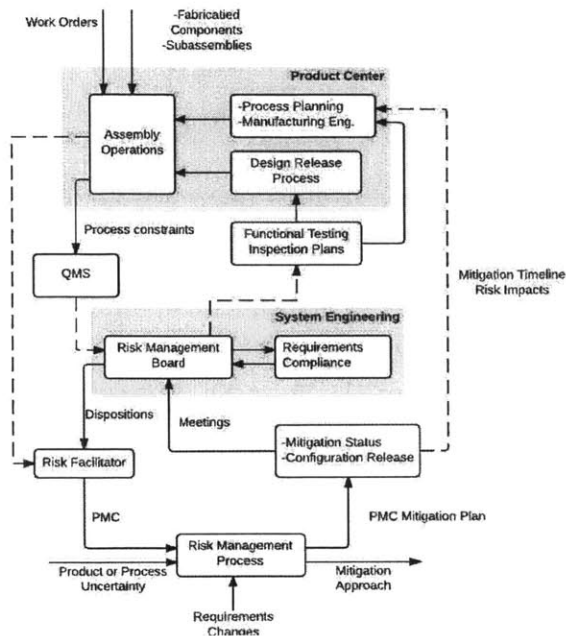 Work Orders
-Fabricatied
Components
-Subassemblies
Product Center
Assembly
Operations
-Process Planning
-Manufacturing Eng.
Design Release
Process
Process constraints
Functional Testing
Inspection Plans
QMS
Mitigation Timeline
Risk Impacts
System Engineering
Risk Management
Board
Requirements
Compliance
Dispositions
Meetings
-Mitigation Status
-Configuration Release
Risk Facilitator
PMC
PMC Mitigation Plan
Risk Management
Process
Product or Process
Uncertainty
Mitigation
Approach
Requirements
Changes